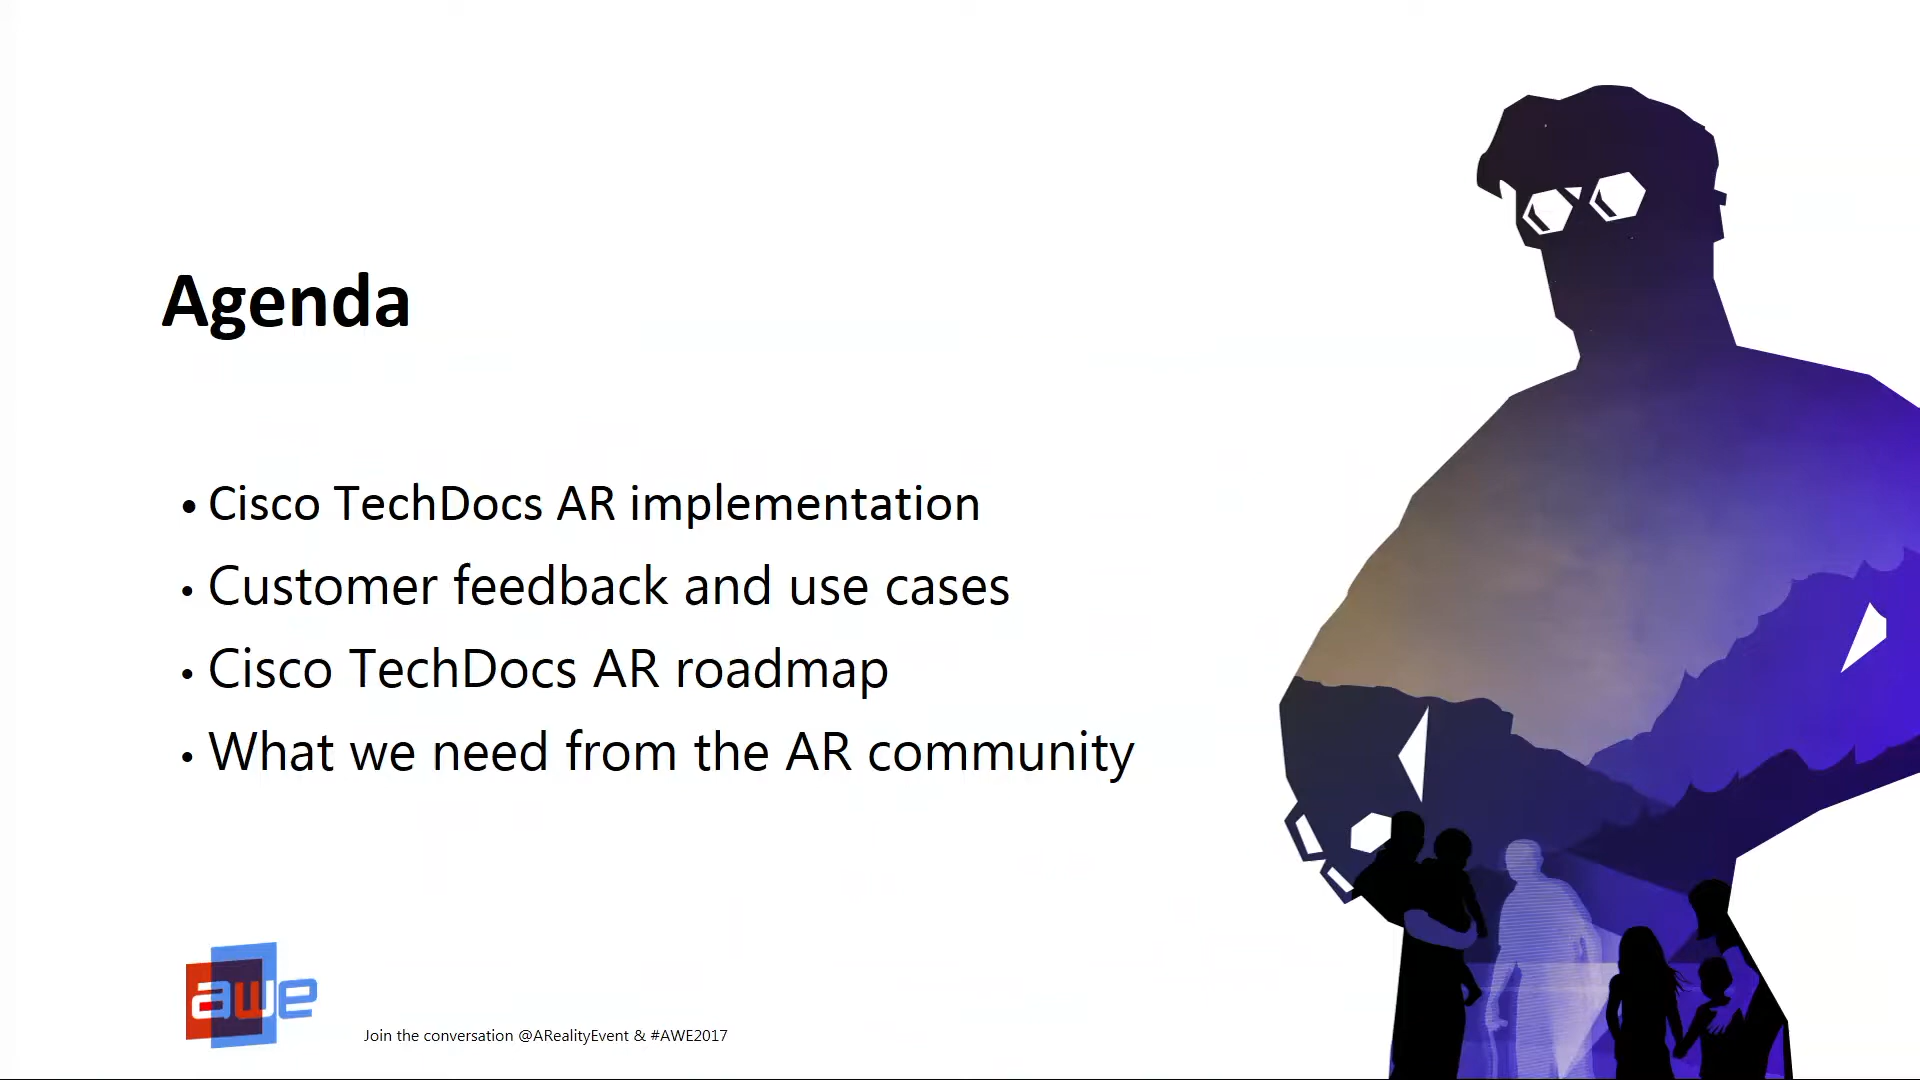 Agenda
• Cisco TechDocs AR implementation
• Customer feedback and use cases
• Cisco TechDocs AR roadmap
• What we need from the AR community
awe
Join the conversation @ARealityEvent & #AWE2017